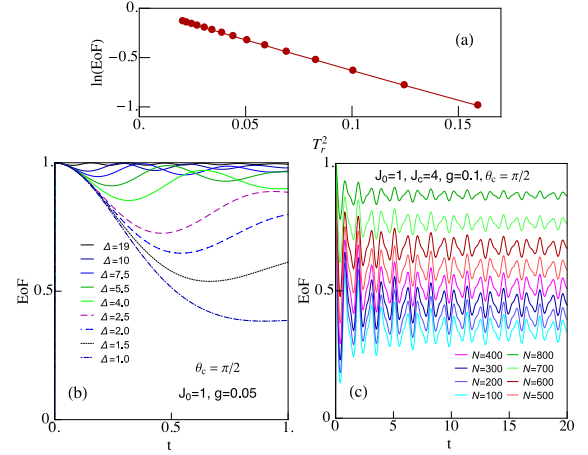 0.
(a)
ln(EoF)
−0.5
−1.
0. 0.05 0.1 0.15
T_r^2
1.0
EoF
0.5
0
Δ=19
Δ=10
Δ=7.5
Δ=5.5
Δ=4.0
Δ=2.5
Δ=2.0
Δ=1.5
Δ=1.0
θ_c = π/2
(b)
J_0=1, g=0.05
0. 0.5 1.
t
1.0
J_0=1, J_c=4, g=0.1, θ_c = π/2
EoF
0.5
0
N=400 N=800
N=300 N=700
N=200 N=600
N=100 N=500
(c)
0 5 10 15 20
t